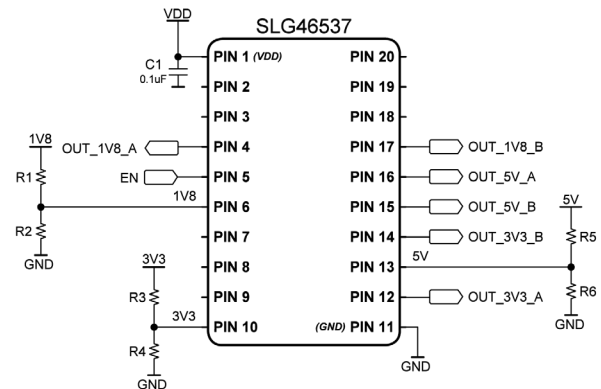 VDD
SLG46537
C1
0.1uF
PIN 1 (VDD)
PIN 20
PIN 2
PIN 19
PIN 3
PIN 18
1V8
OUT_1V8_A
PIN 4
PIN 17
OUT_1V8_B
R1
EN
PIN 5
PIN 16
OUT_5V_A
1V8
PIN 6
PIN 15
OUT_5V_B
5V
R2
PIN 7
PIN 14
OUT_3V3_B
R5
GND
3V3
PIN 8
PIN 13
5V
R3
PIN 9
PIN 12
OUT_3V3_A
R6
3V3
PIN 10
(GND) PIN 11
GND
R4
GND
GND